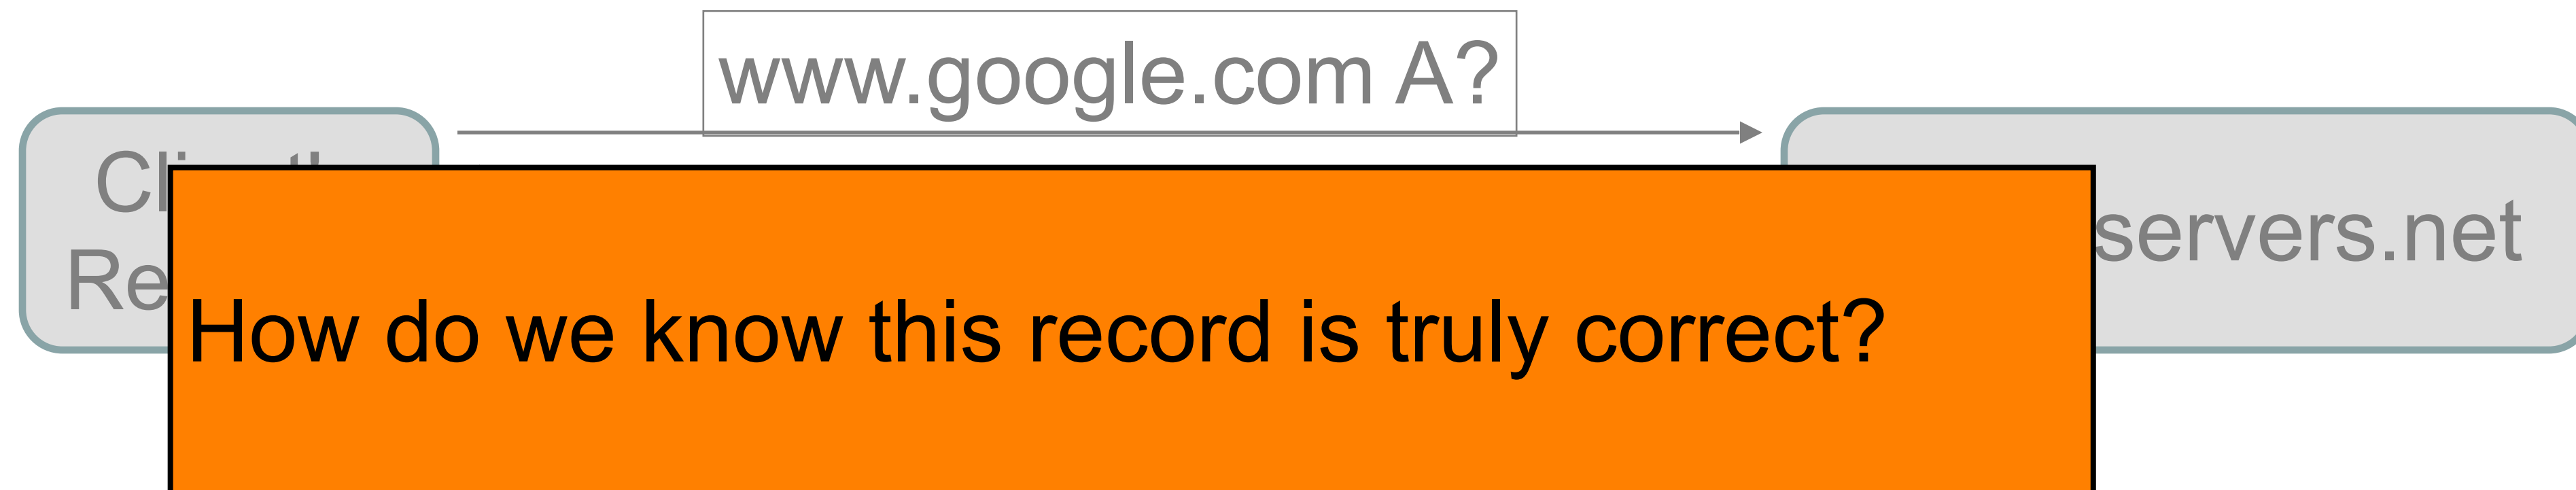 www.google.com A?
servers.net
How do we know this record is truly correct?